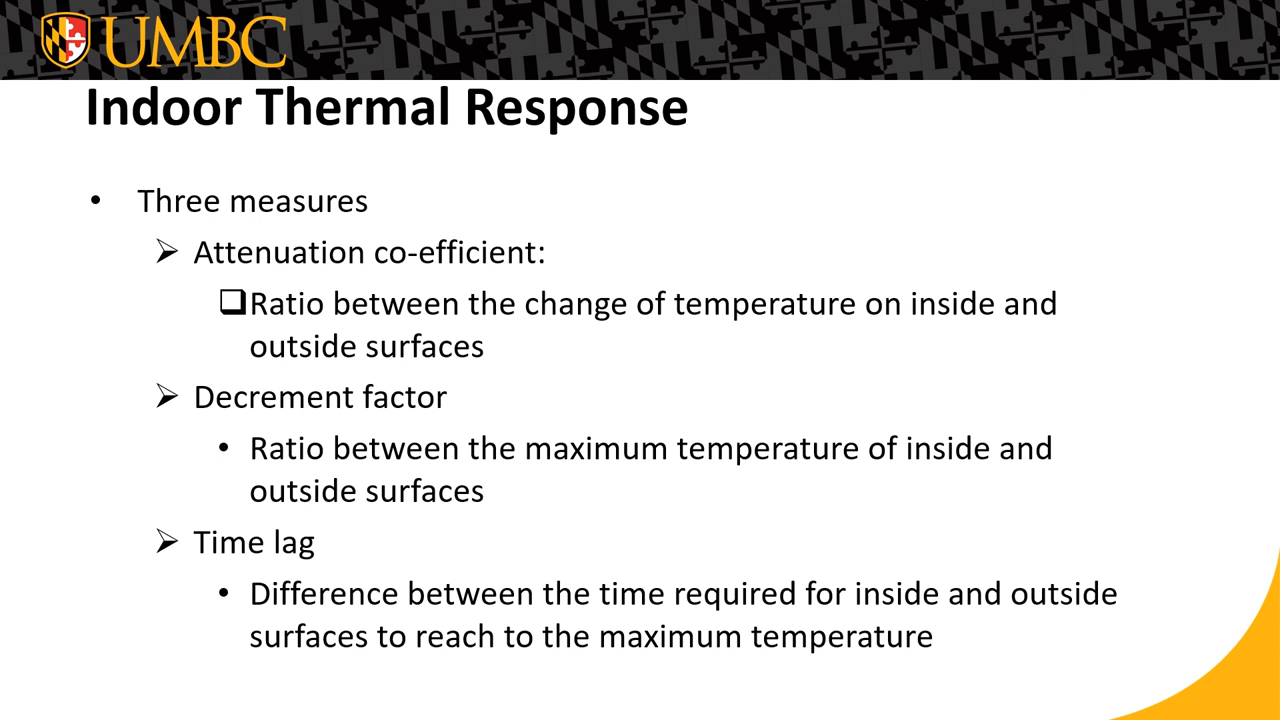 UMBC
Indoor Thermal Response
• Three measures
➢ Attenuation co-efficient:
❑Ratio between the change of temperature on inside and
outside surfaces
➢ Decrement factor
• Ratio between the maximum temperature of inside and
outside surfaces
➢ Time lag
• Difference between the time required for inside and outside
surfaces to reach to the maximum temperature